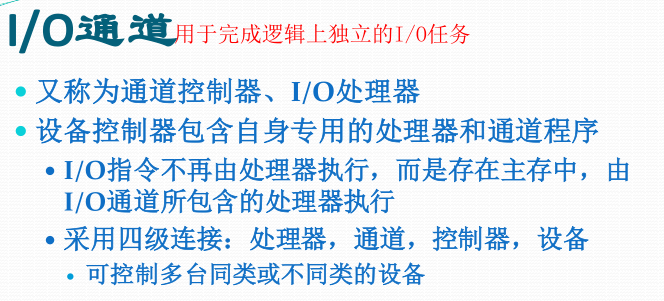 I/O通道用于完成逻辑上独立的I/O任务
又称为通道控制器、I/O处理器
设备控制器包含自身专用的处理器和通道程序
I/O指令不再由处理器执行，而是存在主存中，由
I/O通道所包含的处理器执行
采用四级连接：处理器，通道，控制器，设备
可控制多台同类或不同类的设备